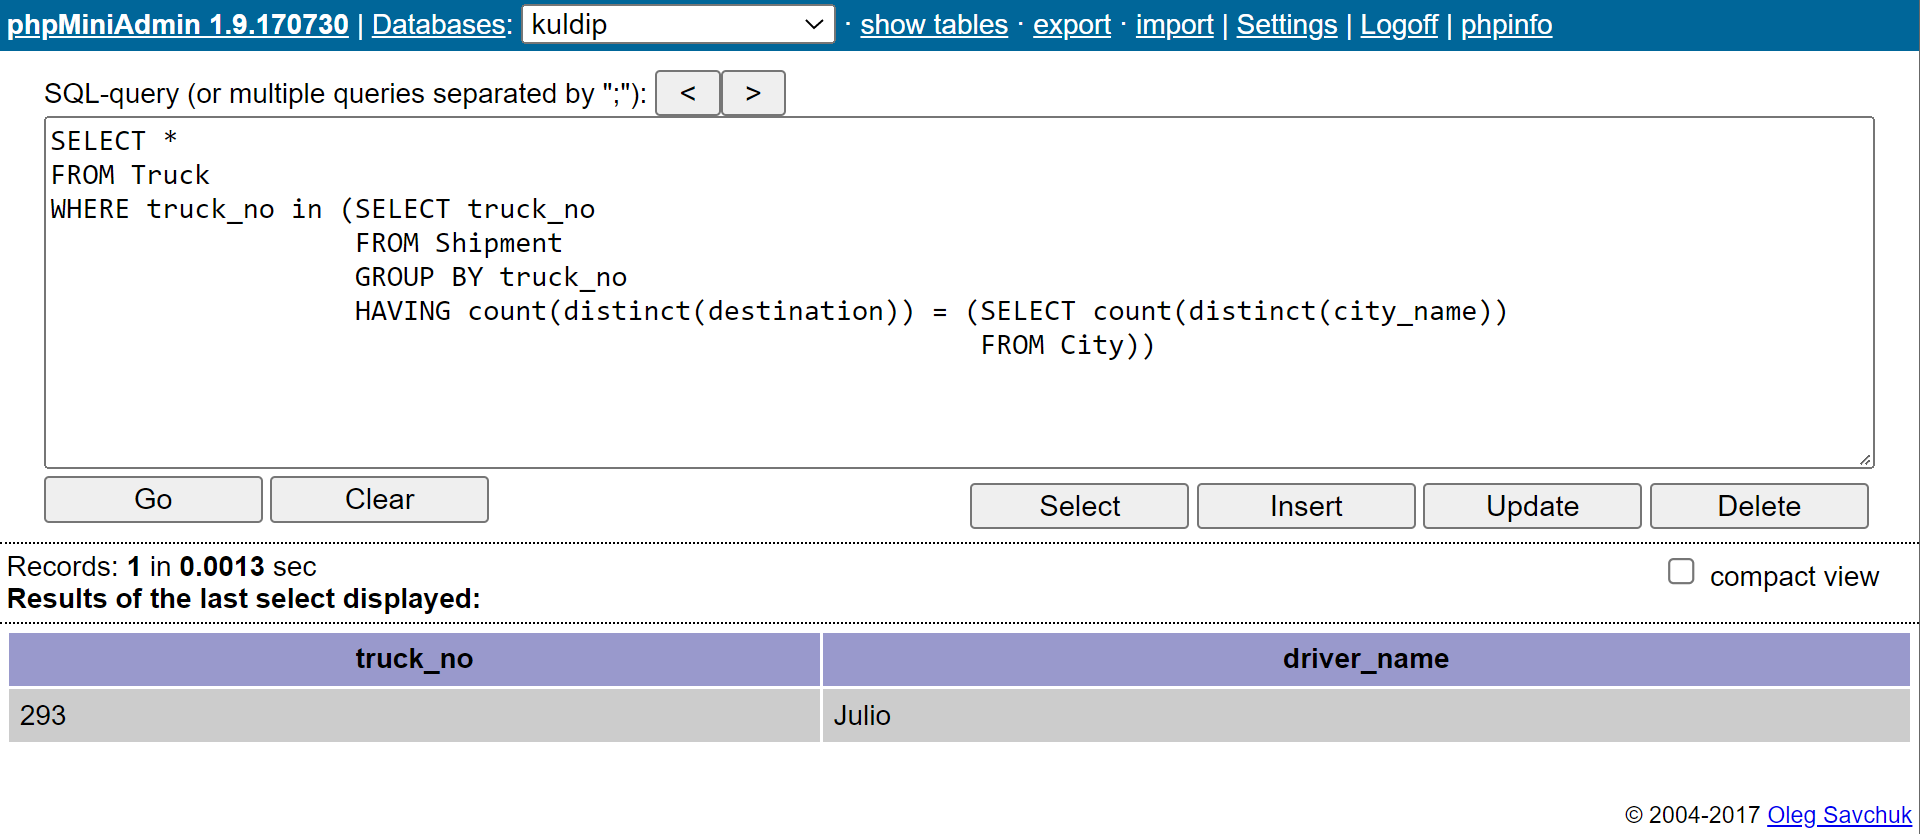 phpMiniAdmin 1.9.170730 | Databases: kuldip · show tables · export · import | Settings | Logoff | phpinfo
SQL-query (or multiple queries separated by ";"): < >
SELECT *
FROM Truck
WHERE truck_no in (SELECT truck_no
FROM Shipment
GROUP BY truck_no
HAVING count(distinct(destination)) = (SELECT count(distinct(city_name))
FROM City))
Go Clear Select Insert Update Delete
Records: 1 in 0.0013 sec
compact view
Results of the last select displayed:
truck_no driver_name
293 Julio
© 2004-2017 Oleg Savchuk